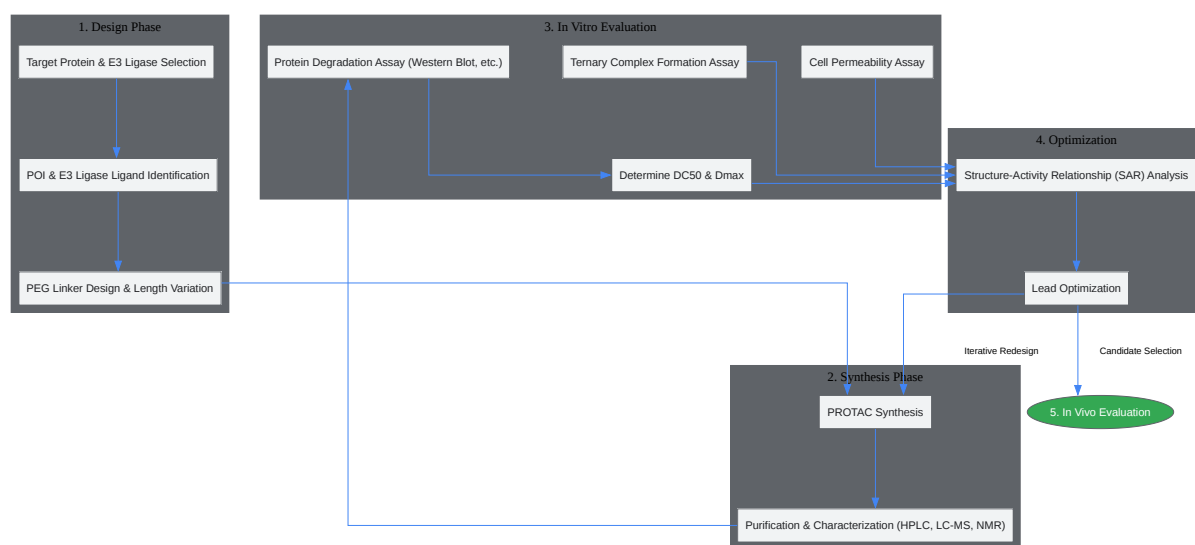 1. Design Phase
Target Protein & E3 Ligase Selection
POI & E3 Ligase Ligand Identification
PEG Linker Design & Length Variation
3. In Vitro Evaluation
Protein Degradation Assay (Western Blot, etc.)
Ternary Complex Formation Assay
Cell Permeability Assay
Determine DC50 & Dmax
4. Optimization
Structure-Activity Relationship (SAR) Analysis
Lead Optimization
Iterative Redesign
Candidate Selection
2. Synthesis Phase
PROTAC Synthesis
Purification & Characterization (HPLC, LC-MS, NMR)
5. In Vivo Evaluation